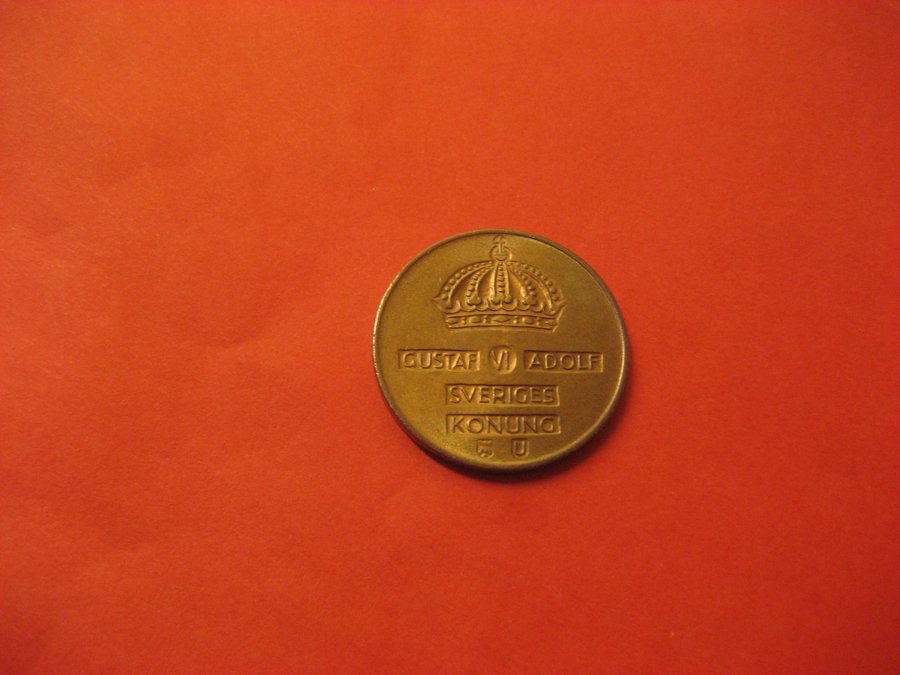 GUSTAF VI ADOLF
SVERIGES
KONUNG
U